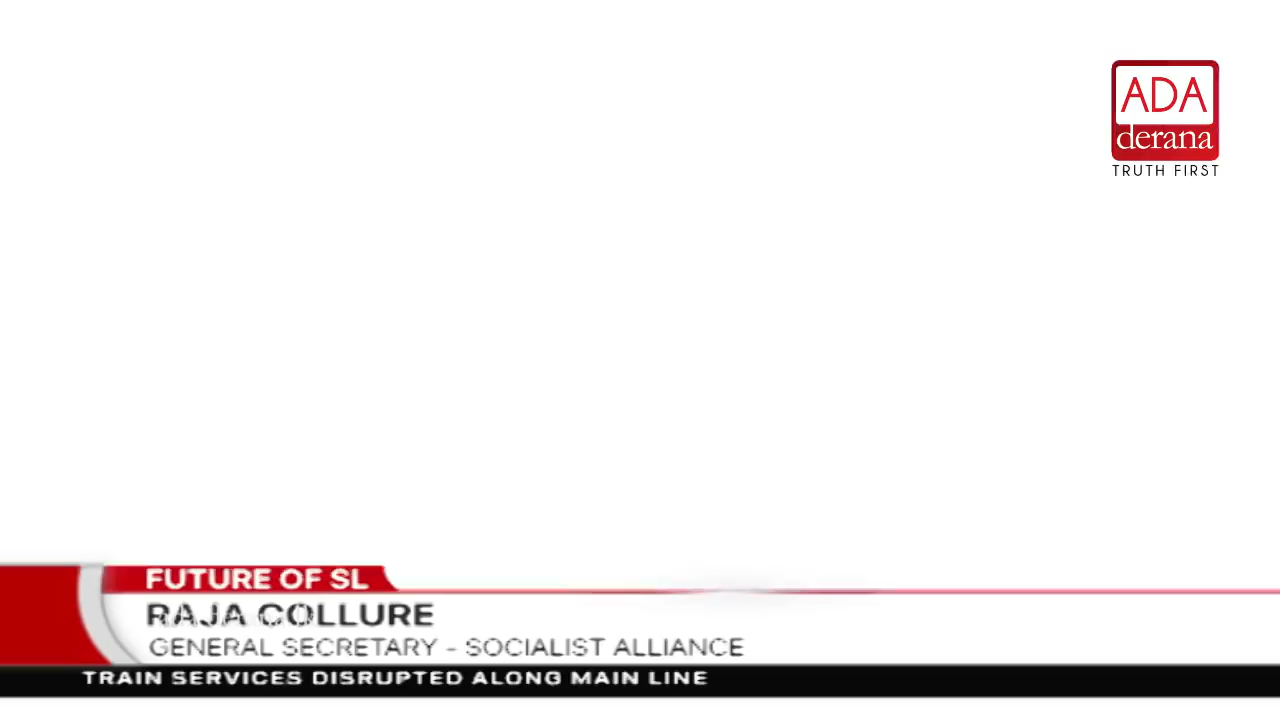 ADA
derana
TRUTH FIRST
FUTURE OF SL
RAJA COLLURE
GENERAL SECRETARY - SOCIALIST ALLIANCE
TRAIN SERVICES DISRUPTED ALONG MAIN LINE